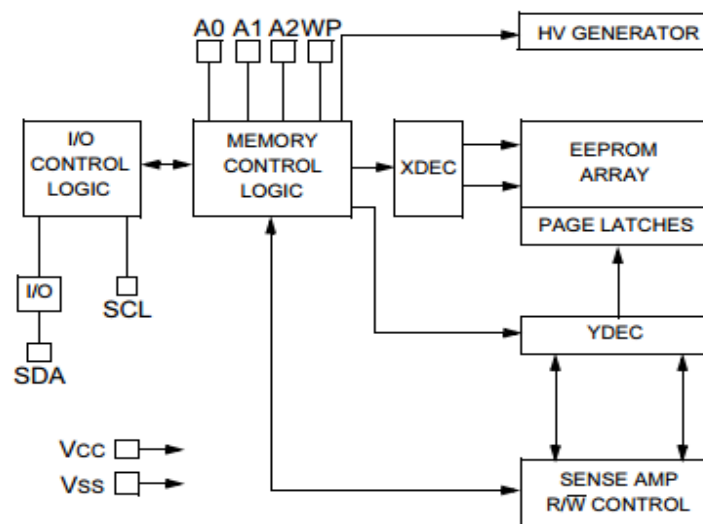 A0 A1 A2 WP
HV GENERATOR
I/O
CONTROL
LOGIC
MEMORY
CONTROL
LOGIC
XDEC
EEPROM
ARRAY
PAGE LATCHES
I/O
SCL
SDA
YDEC
Vcc
Vss
SENSE AMP
R/W̅ CONTROL